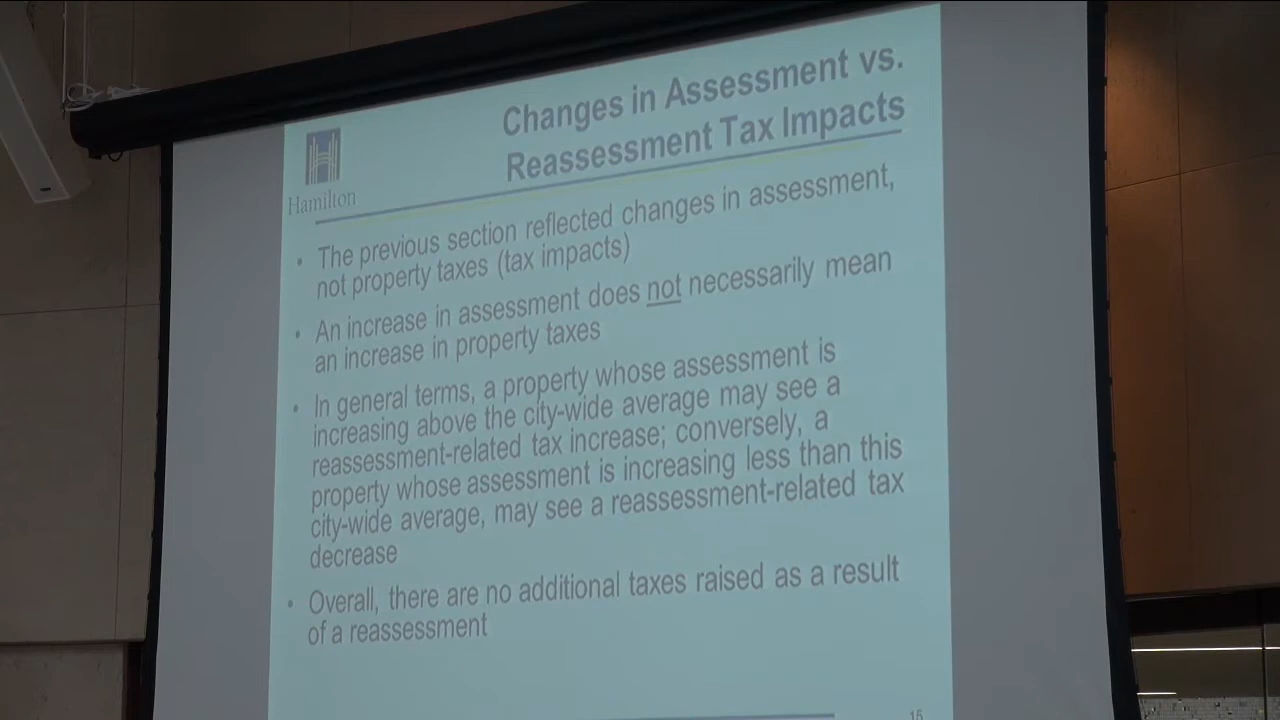 Changes in Assessment vs.
Reassessment Tax Impacts
Hamilton
• The previous section reflected changes in assessment,
not property taxes (tax impacts)
• An increase in assessment does not necessarily mean
an increase in property taxes
• In general terms, a property whose assessment is
increasing above the city-wide average may see a
reassessment-related tax increase; conversely, a
property whose assessment is increasing less than this
city-wide average, may see a reassessment-related tax
decrease
• Overall, there are no additional taxes raised as a result
of a reassessment
15